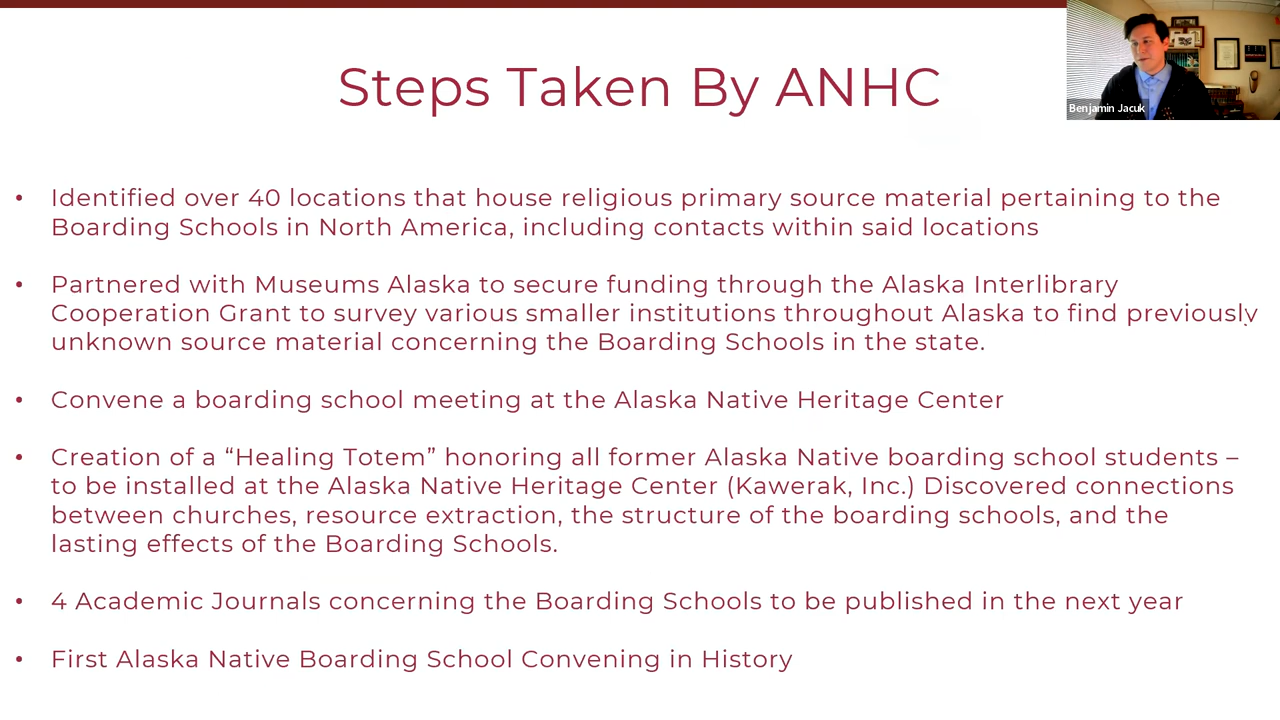 Steps Taken By ANHC
Benjamin Jacuk
• Identified over 40 locations that house religious primary source material pertaining to the
Boarding Schools in North America, including contacts within said locations
• Partnered with Museums Alaska to secure funding through the Alaska Interlibrary
Cooperation Grant to survey various smaller institutions throughout Alaska to find previously
unknown source material concerning the Boarding Schools in the state.
• Convene a boarding school meeting at the Alaska Native Heritage Center
• Creation of a “Healing Totem” honoring all former Alaska Native boarding school students –
to be installed at the Alaska Native Heritage Center (Kawerak, Inc.) Discovered connections
between churches, resource extraction, the structure of the boarding schools, and the
lasting effects of the Boarding Schools.
• 4 Academic Journals concerning the Boarding Schools to be published in the next year
• First Alaska Native Boarding School Convening in History